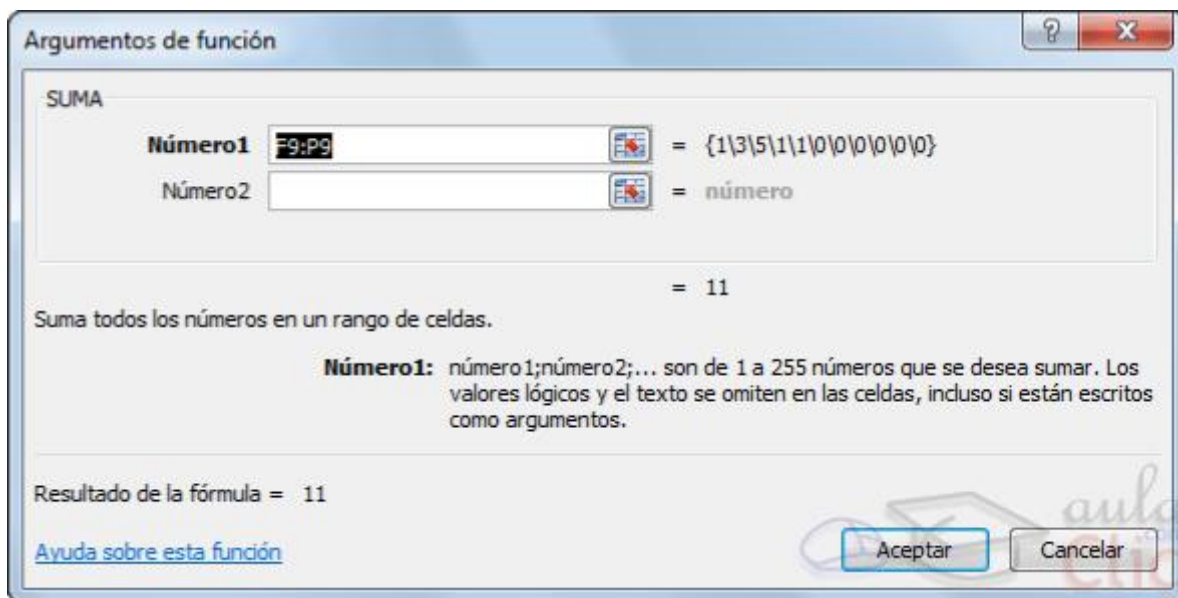 Argumentos de función
SUMA
Número1 F9:P9 = {1\3\5\1\1\0\0\0\0\0\0}
Número2 = número
= 11
Suma todos los números en un rango de celdas.
Número1: número1;número2;... son de 1 a 255 números que se desea sumar. Los
valores lógicos y el texto se omiten en las celdas, incluso si están escritos
como argumentos.
Resultado de la fórmula = 11
Ayuda sobre esta función
Aceptar
Cancelar
aula
.com
Clic